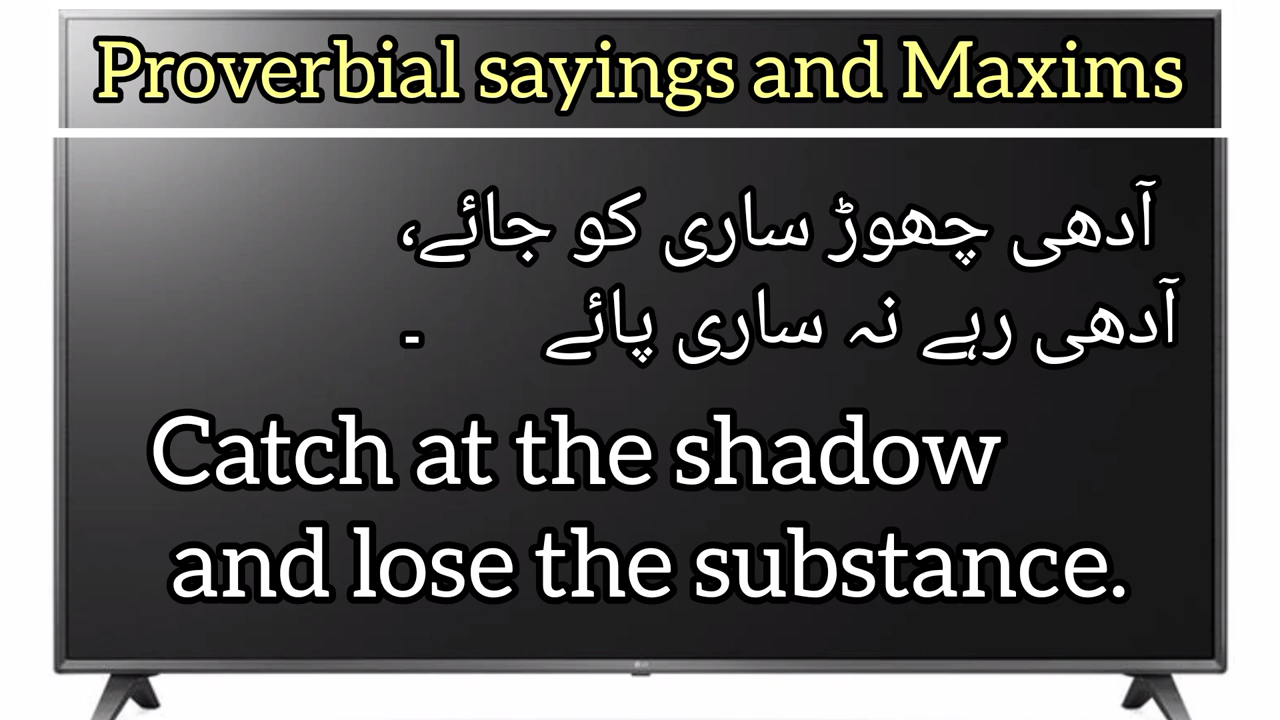 Proverbial sayings and Maxims
آدھی چھوڑ ساری کو جائے،
آدھی رہے نہ ساری پائے ۔
Catch at the shadow
and lose the substance.
LG